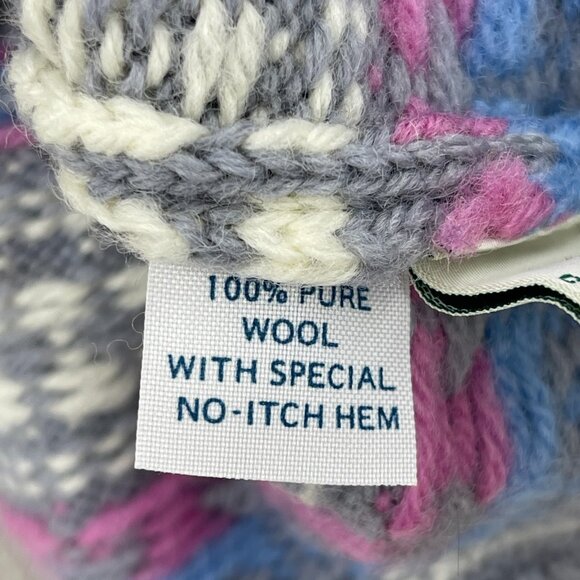 100% PURE
WOOL
WITH SPECIAL
NO-ITCH HEM